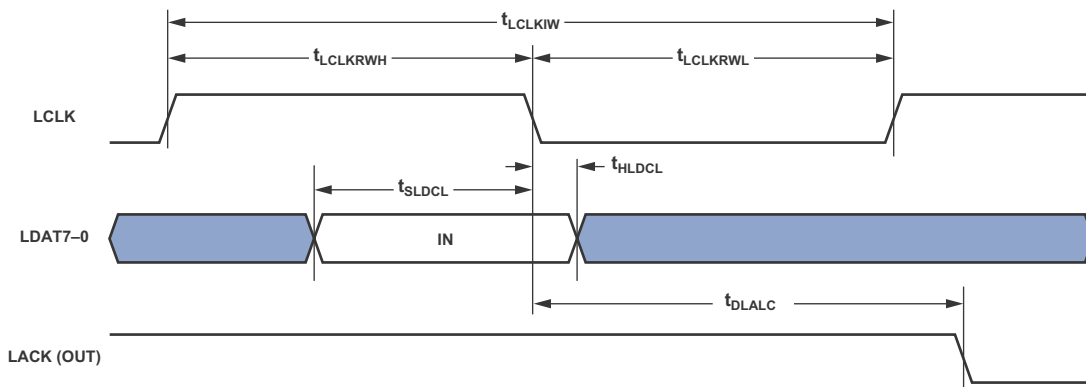 tLCLKIW
tLCLKRWH tLCLKRWL
LCLK
tHLDCL
tSLDCL
LDAT7–0 IN
tDLALC
LACK (OUT)